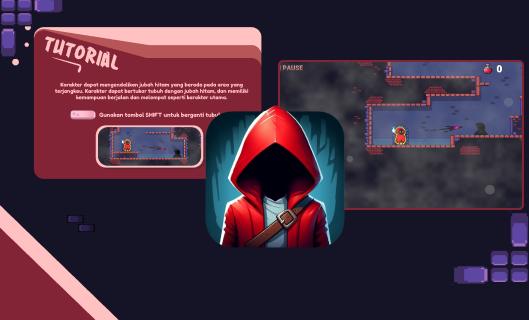 TUTORIAL
Karakter dapat mengendalikan jubah hitam yang berada pada area yang
terjangkau. Karakter dapat bertukar tubuh dengan jubah hitam, dan memiliki
kemampuan berjalan dan melompat seperti karakter utama.
Gunakan tombol SHIFT untuk berganti
PAUSE
0